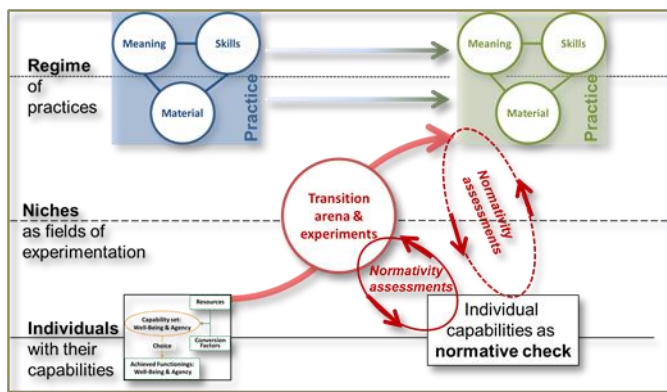 Regime
of
practices
Meaning
Skills
Material
Practice
Meaning
Skills
Material
Practice
Niches
as fields of
experimentation
Transition
arena &
experiments
Normativity
assessments
Normativity
assessments
Individuals
with their
capabilities
Resources
Capability set:
Well-Being & Agency
Choice
Conversion
Factors
Achieved Functionings:
Well-Being & Agency
Individual
capabilities as
normative check